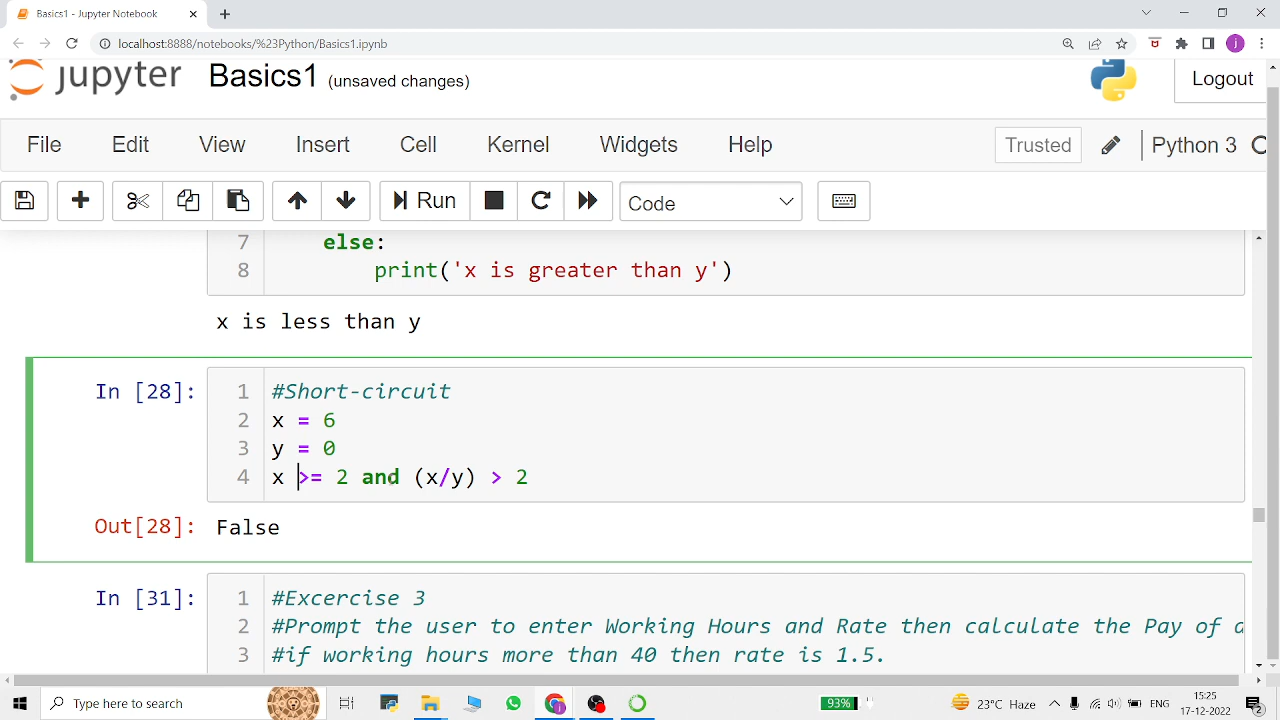 Basics1 - Jupyter Notebook
localhost:8888/notebooks/%23Python/Basics1.ipynb
j
jupyter Basics1 (unsaved changes)
Logout
File Edit View Insert Cell Kernel Widgets Help Trusted Python 3
Run Code
7 else:
8 print('x is greater than y')
x is less than y
In [28]: 1 #Short-circuit
2 x = 6
3 y = 0
4 x >= 2 and (x/y) > 2
Out[28]: False
In [31]: 1 #Excercise 3
2 #Prompt the user to enter Working Hours and Rate then calculate the Pay of
3 #if working hours more than 40 then rate is 1.5.
Type here to search
93%
23°C Haze
ENG
15:25
17-12-2022
2